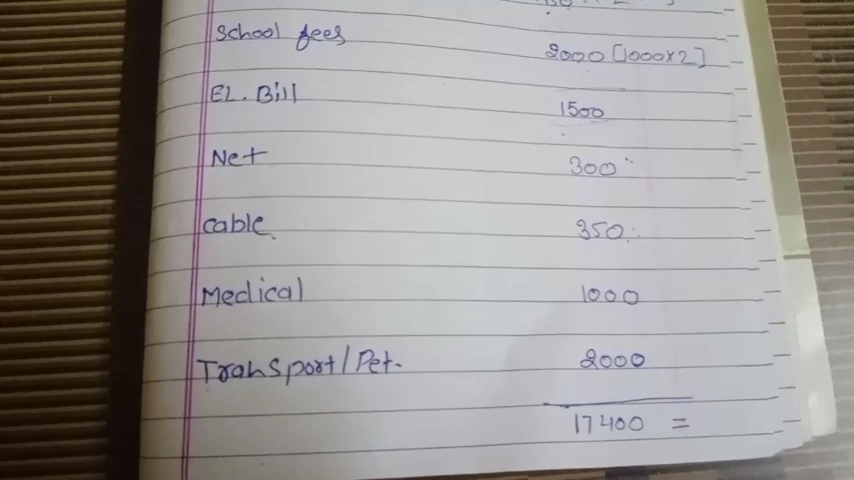 School fees 2000 [1000x2]
EL. Bill 1500
Net 300
Cable. 350
Medical 1000
Transport/Pet. 2000
17400 =